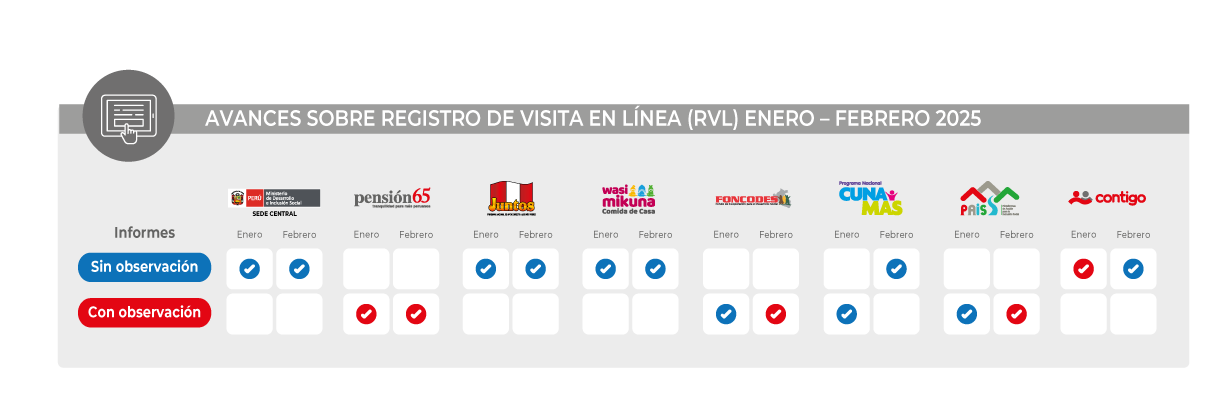 AVANCES SOBRE REGISTRO DE VISITA EN LÍNEA (RVL) ENERO – FEBRERO 2025
PERÚ
Ministerio
de Desarrollo
e Inclusión Social
SEDE CENTRAL
pensión65
Juntos
wasi
mikuna
Comida de Casa
FONCODES
Programa Nacional
CUNA
MAS
PAIS
contigo
Informes
Enero Febrero Enero Febrero Enero Febrero Enero Febrero Enero Febrero Enero Febrero Enero Febrero Enero Febrero
Sin observación
Con observación